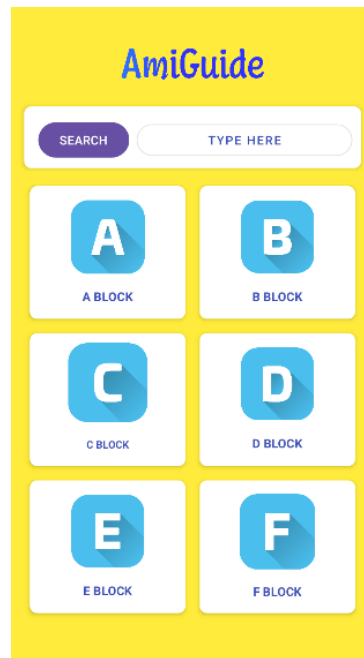 AmiGuide
SEARCH TYPE HERE
A B
A BLOCK B BLOCK
C D
C BLOCK D BLOCK
E F
E BLOCK F BLOCK